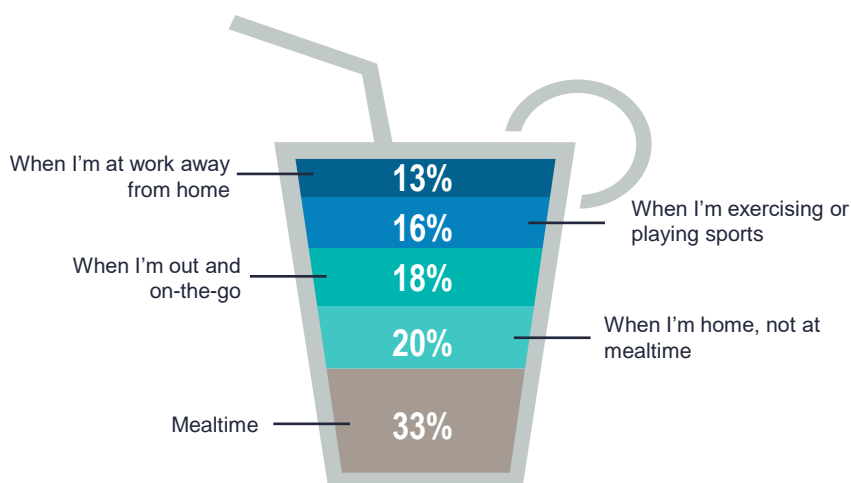 When I'm at work away
from home
13%
16%
When I'm exercising or
playing sports
When I'm out and
on-the-go
18%
20%
When I'm home, not at
mealtime
Mealtime
33%